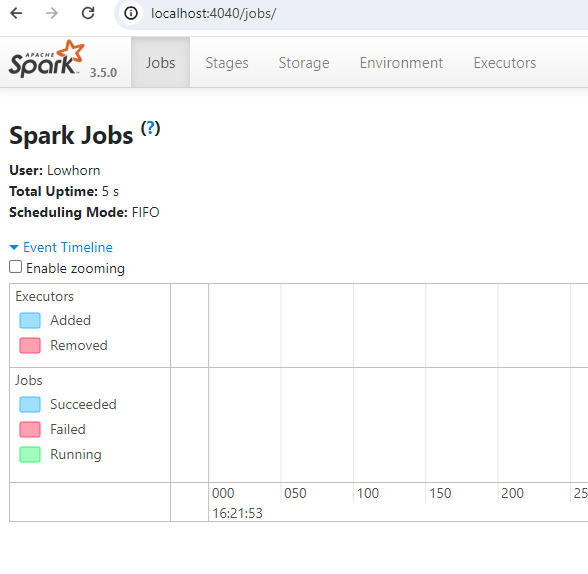 localhost:4040/jobs/
APACHE
Spark 3.5.0 Jobs Stages Storage Environment Executors
Spark Jobs (?)
User: Lowhorn
Total Uptime: 5 s
Scheduling Mode: FIFO
Event Timeline
Enable zooming
Executors
Added
Removed
Jobs
Succeeded
Failed
Running
000 050 100 150 200 25
16:21:53